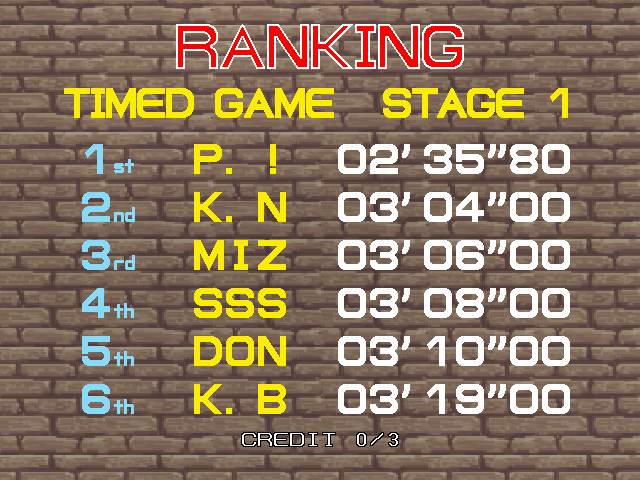 RANKING
TIMED GAME STAGE 1
1st P. ! 02'35"80
2nd K. N 03'04"00
3rd MIZ 03'06"00
4th SSS 03'08"00
5th DON 03'10"00
6th K. B 03'19"00
CREDIT 0/3